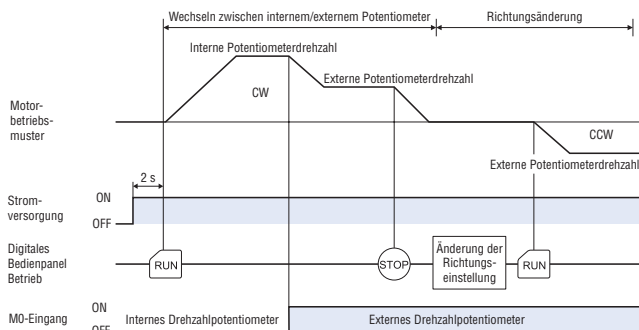 Wechseln zwischen internem/externem Potentiometer
Richtungsänderung
Interne Potentiometerdrehzahl
Externe Potentiometerdrehzahl
CW
Motor-
betriebs-
muster
CCW
Externe Potentiometerdrehzahl
2 s
Strom-
versorgung
ON
OFF
Digitales
Bedienpanel
Betrieb
RUN
STOP
Änderung der
Richtungs-
einstellung
RUN
M0-Eingang
ON
OFF
Internes Drehzahlpotentiometer
Externes Drehzahlpotentiometer